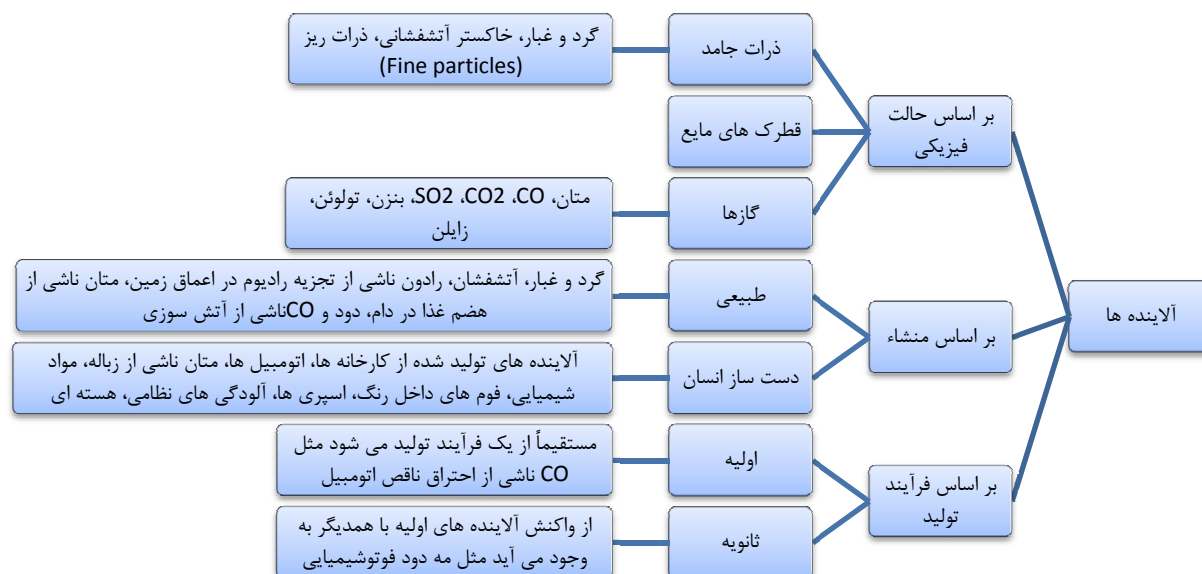 آلاینده ها
بر اساس حالت
فیزیکی
ذرات جامد
گرد و غبار، خاکستر آتشفشانی، ذرات ریز
(Fine particles)
قطرک های مایع
گازها
متان، SO2 ،CO2 ،CO، بنزن، تولوئن،
زایلن
بر اساس منشاء
طبیعی
گرد و غبار، آتشفشان، رادون ناشی از تجزیه رادیوم در اعماق زمین، متان ناشی از
هضم غذا در دام، دود و COناشی از آتش سوزی
دست ساز انسان
آلاینده های تولید شده از کارخانه ها، اتومبیل ها، متان ناشی از زباله، مواد
شیمیایی، فوم های داخل رنگ، اسپری ها، آلودگی های نظامی، هسته ای
بر اساس فرآیند
تولید
اولیه
مستقیماً از یک فرآیند تولید می شود مثل
CO ناشی از احتراق ناقص اتومبیل
ثانویه
از واکنش آلاینده های اولیه با همدیگر به
وجود می آید مثل مه دود فوتوشیمیایی